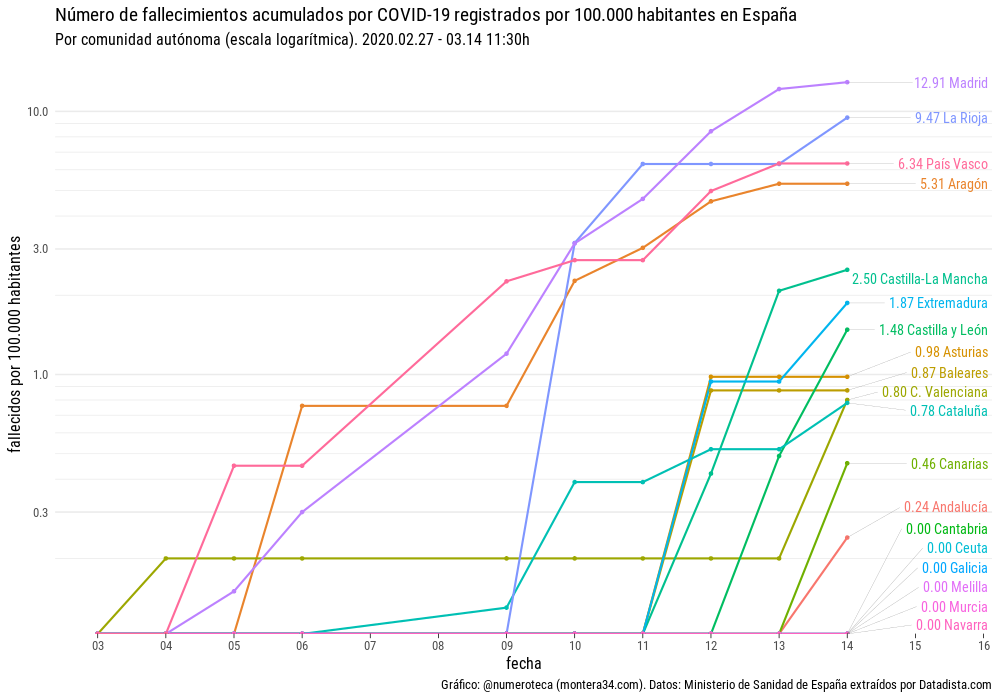 Número de fallecimientos acumulados por COVID-19 registrados por 100.000 habitantes en España
Por comunidad autónoma (escala logarítmica). 2020.02.27 - 03.14 11:30h
fallecidos por 100.000 habitantes
10.0
3.0
1.0
0.3
12.91 Madrid
9.47 La Rioja
6.34 País Vasco
5.31 Aragón
2.50 Castilla-La Mancha
1.87 Extremadura
1.48 Castilla y León
0.98 Asturias
0.87 Baleares
0.80 C. Valenciana
0.78 Cataluña
0.46 Canarias
0.24 Andalucía
0.00 Cantabria
0.00 Ceuta
0.00 Galicia
0.00 Melilla
0.00 Murcia
0.00 Navarra
03 04 05 06 07 08 09 10 11 12 13 14 15 16
fecha
Gráfico: @numeroteca (montera34.com). Datos: Ministerio de Sanidad de España extraídos por Datadista.com